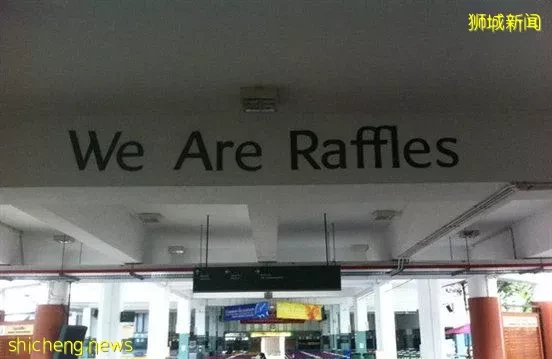 狮城新闻
We Are Raffles
shicheng.news